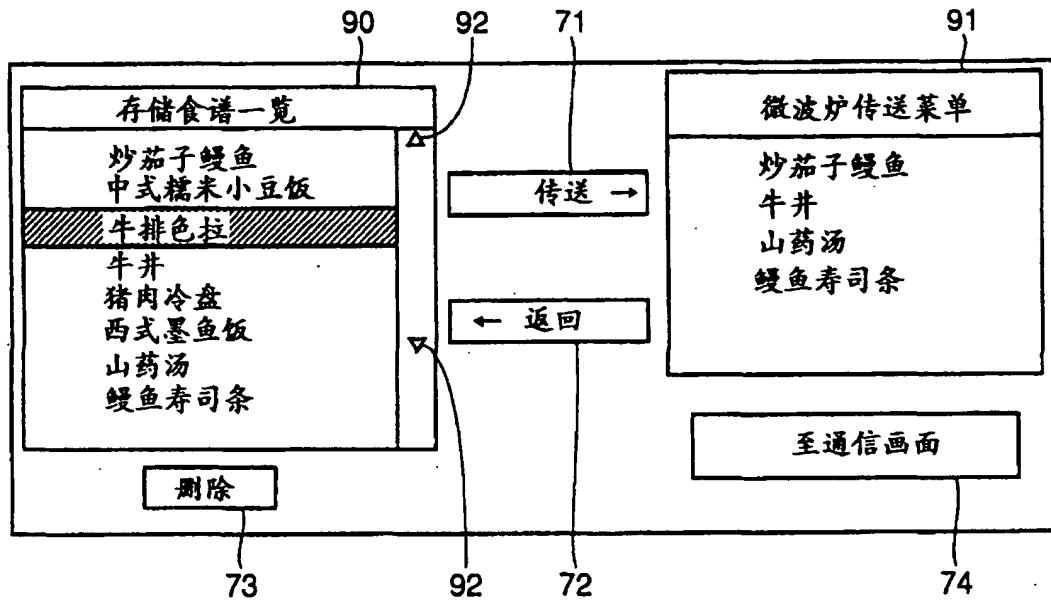 90
92
71
91
存储食谱一览
炒茄子鳗鱼
中式糯米小豆饭
牛排色拉
牛井
猪肉冷盘
西式墨鱼饭
山药汤
鳗鱼寿司条
传送 →
← 返回
微波炉传送菜单
炒茄子鳗鱼
牛井
山药汤
鳗鱼寿司条
删除
至通信画面
73
92
72
74